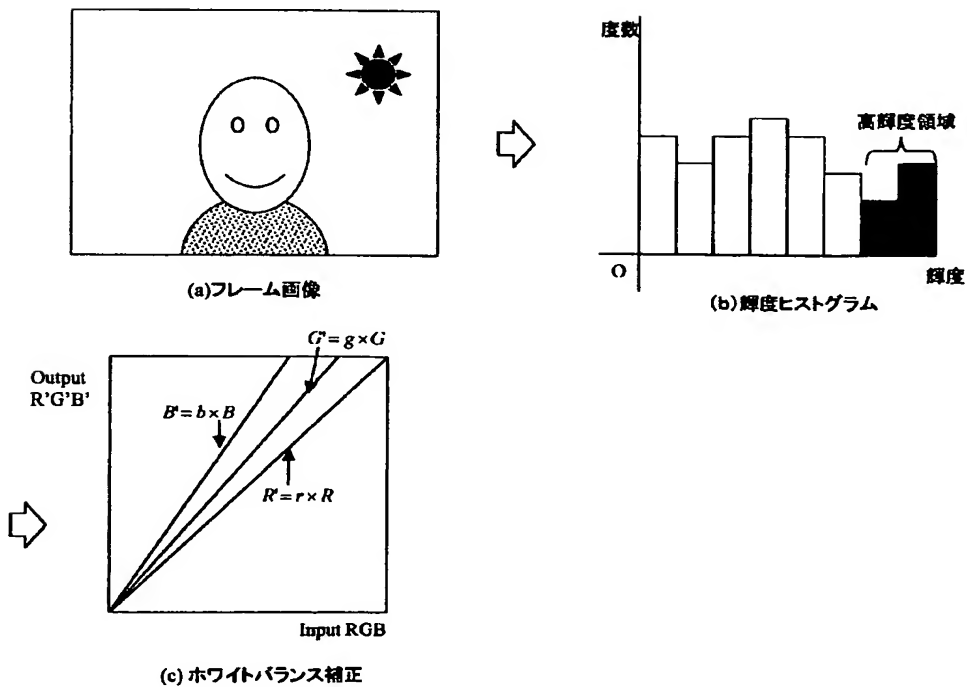 (a)フレーム画像
度数
高輝度領域
O
輝度
(b)輝度ヒストグラム
Output
R'G'B'
G'=g×G
B'=b×B
R'=r×R
Input RGB
(c) ホワイトバランス補正